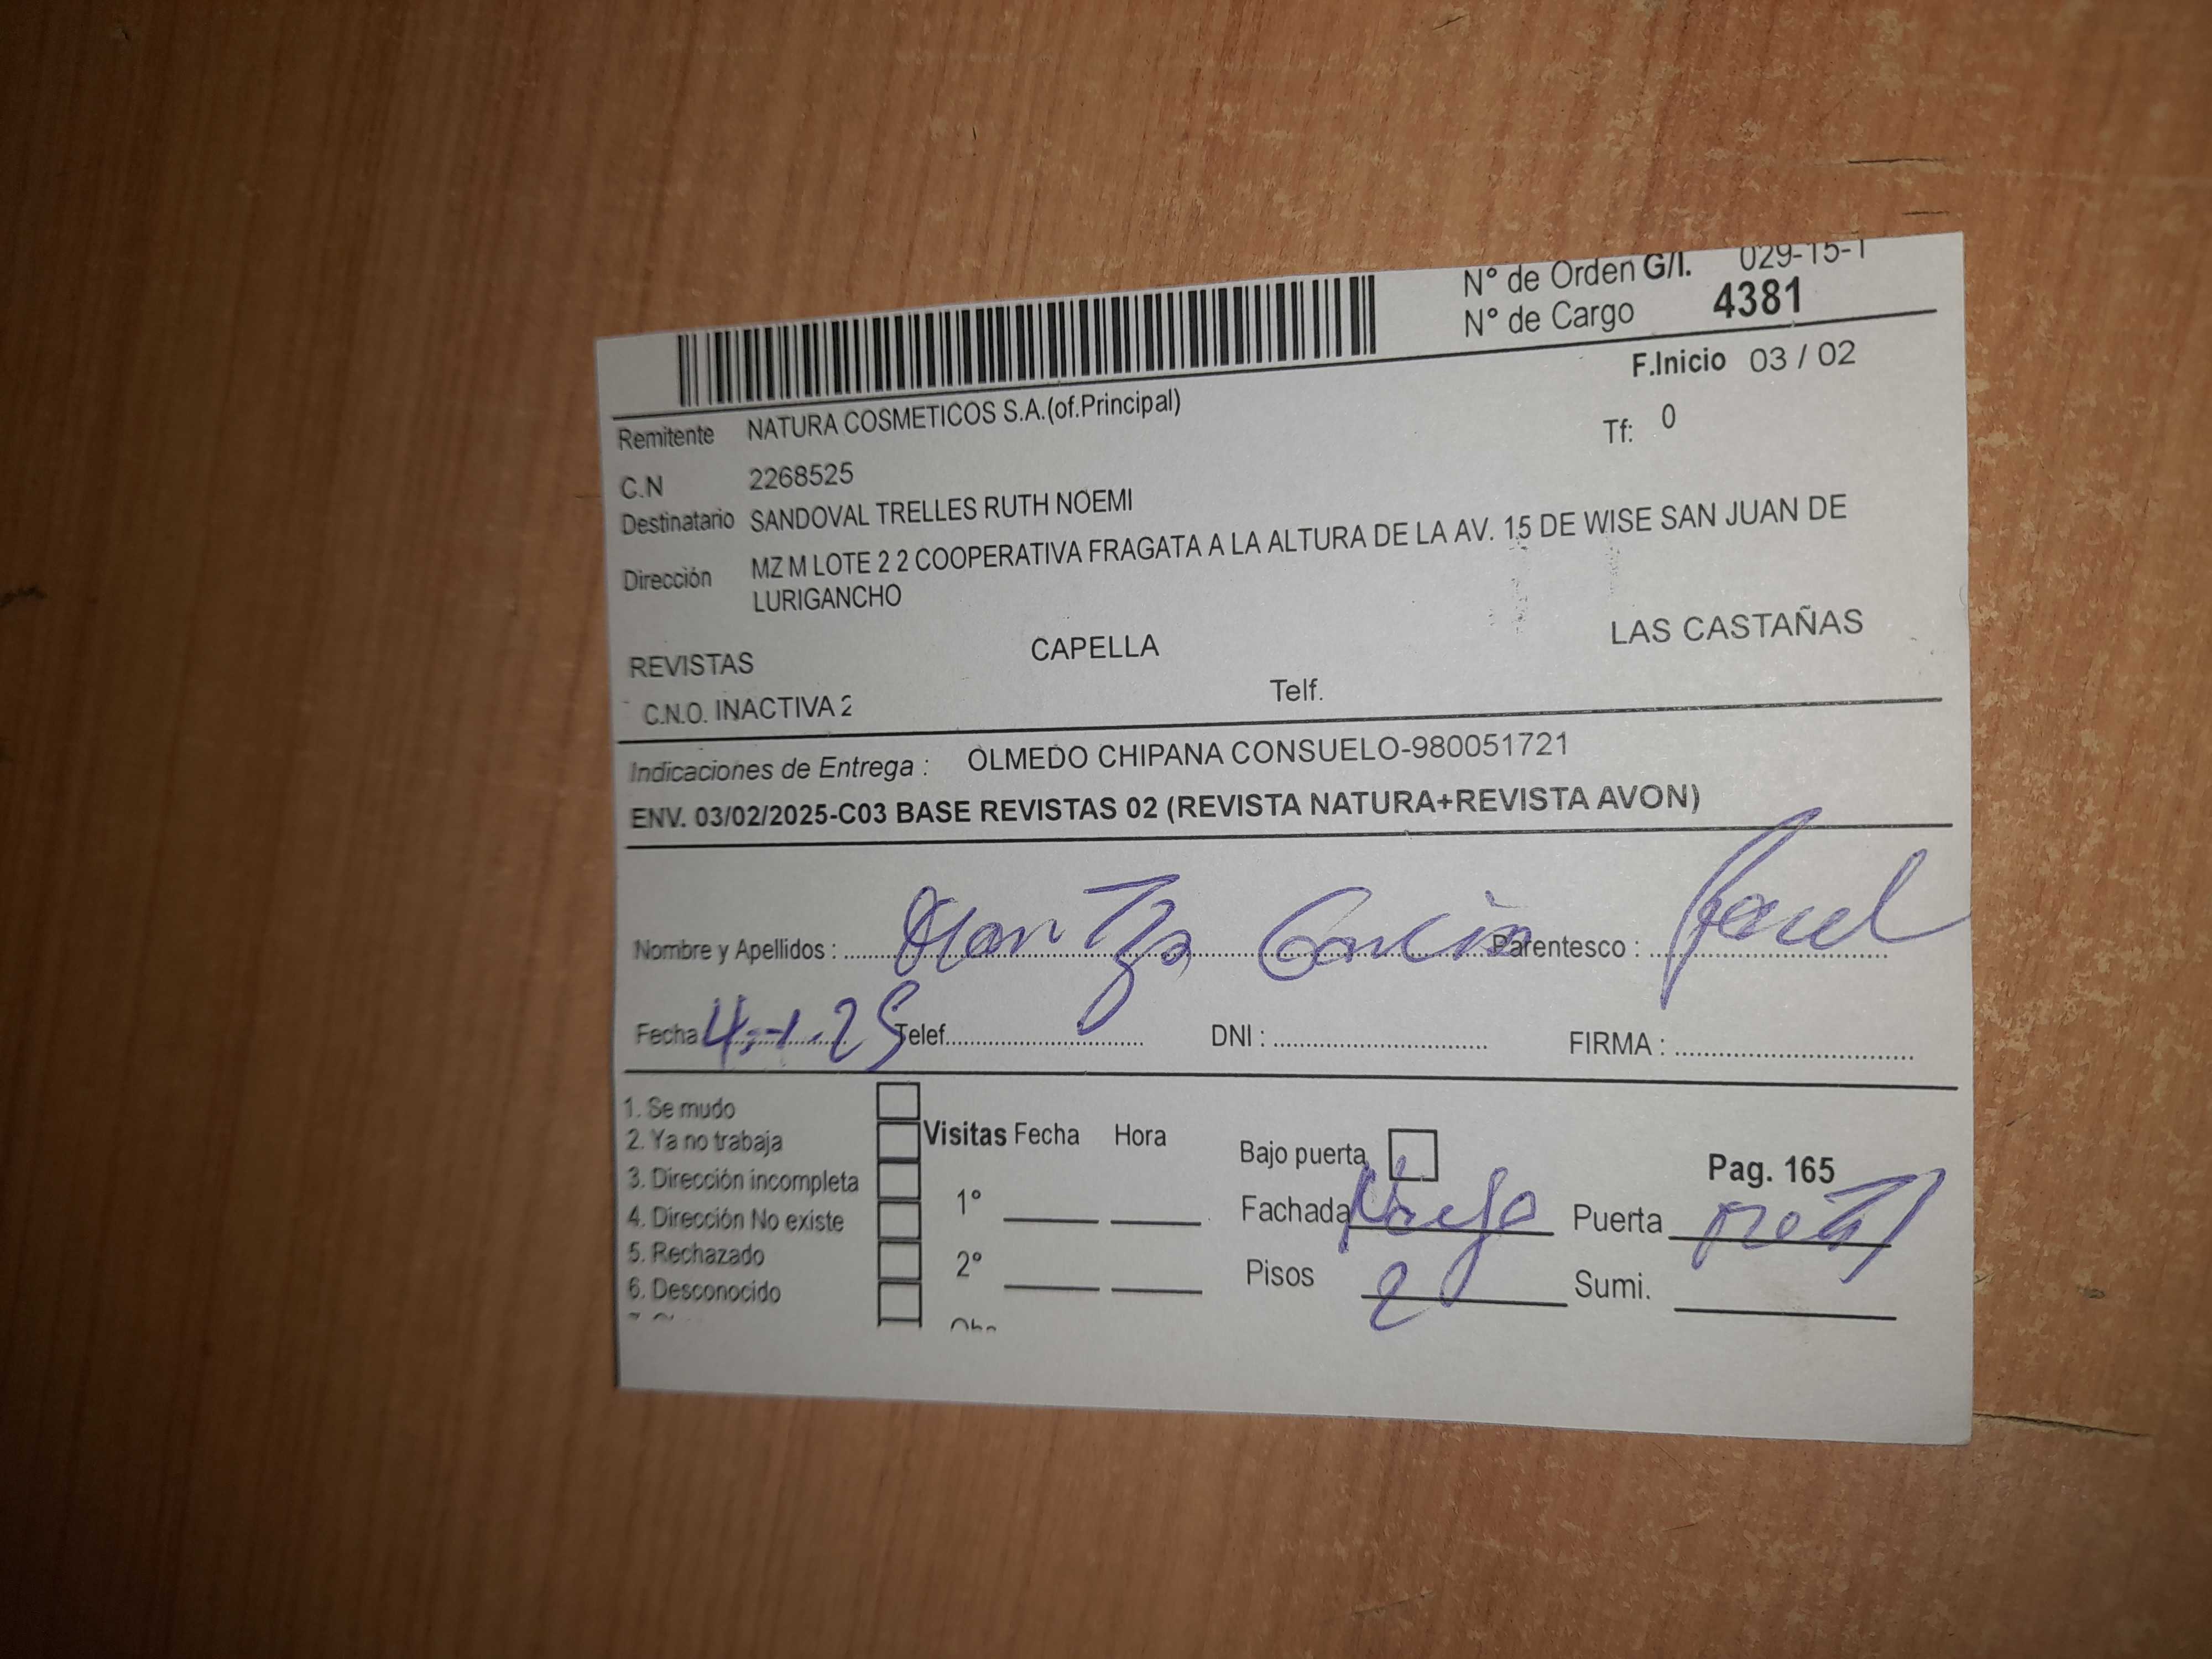 Nº de Orden G/I. 029-15-1
Nº de Cargo 4381
F.Inicio 03 / 02
Remitente NATURA COSMETICOS S.A.(of.Principal)
Tf: 0
C.N 2268525
Destinatario SANDOVAL TRELLES RUTH NOEMI
Dirección MZ M LOTE 2 2 COOPERATIVA FRAGATA A LA ALTURA DE LA AV. 15 DE WISE SAN JUAN DE
LURIGANCHO
REVISTAS CAPELLA LAS CASTAÑAS
C.N.O. INACTIVA 2 Telf.
Indicaciones de Entrega : OLMEDO CHIPANA CONSUELO-980051721
ENV. 03/02/2025-C03 BASE REVISTAS 02 (REVISTA NATURA+REVISTA AVON)
Nombre y Apellidos : Maritza Parentesco :
Fecha Telef. DNI : FIRMA :
1. Se mudo
2. Ya no trabaja
3. Dirección incompleta
4. Dirección No existe
5. Rechazado
6. Desconocido
Visitas Fecha Hora
1º
2º
Bajo puerta
Pag. 165
Fachada Puerta
Pisos 2 Sumi.